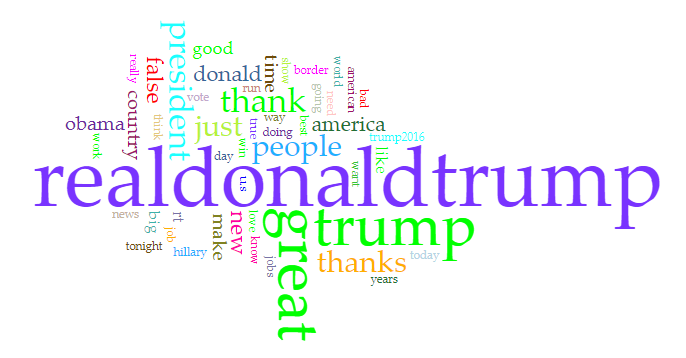 president
good
really
false
donald
time
show
border
world
american
bad
country
vote
run
going
need
thank
obama
think
just
way
best
america
true
doing
trump2016
work
win
people
like
day
us
want
realdonaldtrump
news
big
rt
job
make
new
love
know
great
trump
tonight
hillary
jobs
thanks
today
years